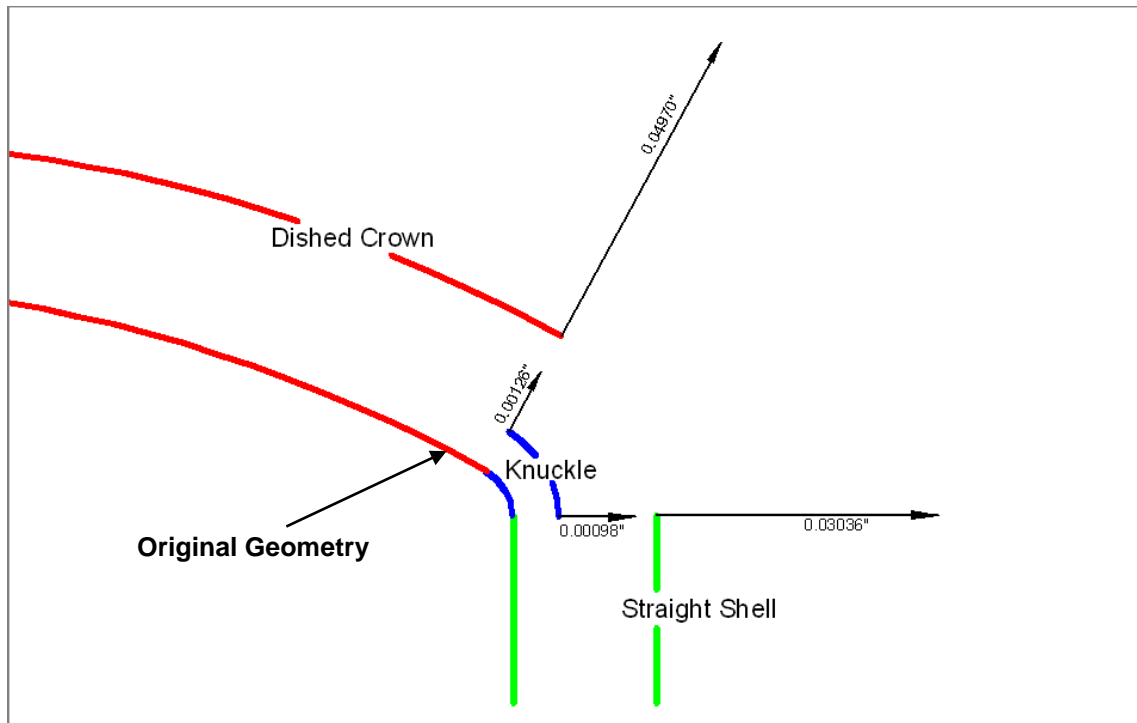 0.04970"
Dished Crown
0.00126"
Knuckle
0.00098"
0.03036"
Original Geometry
Straight Shell